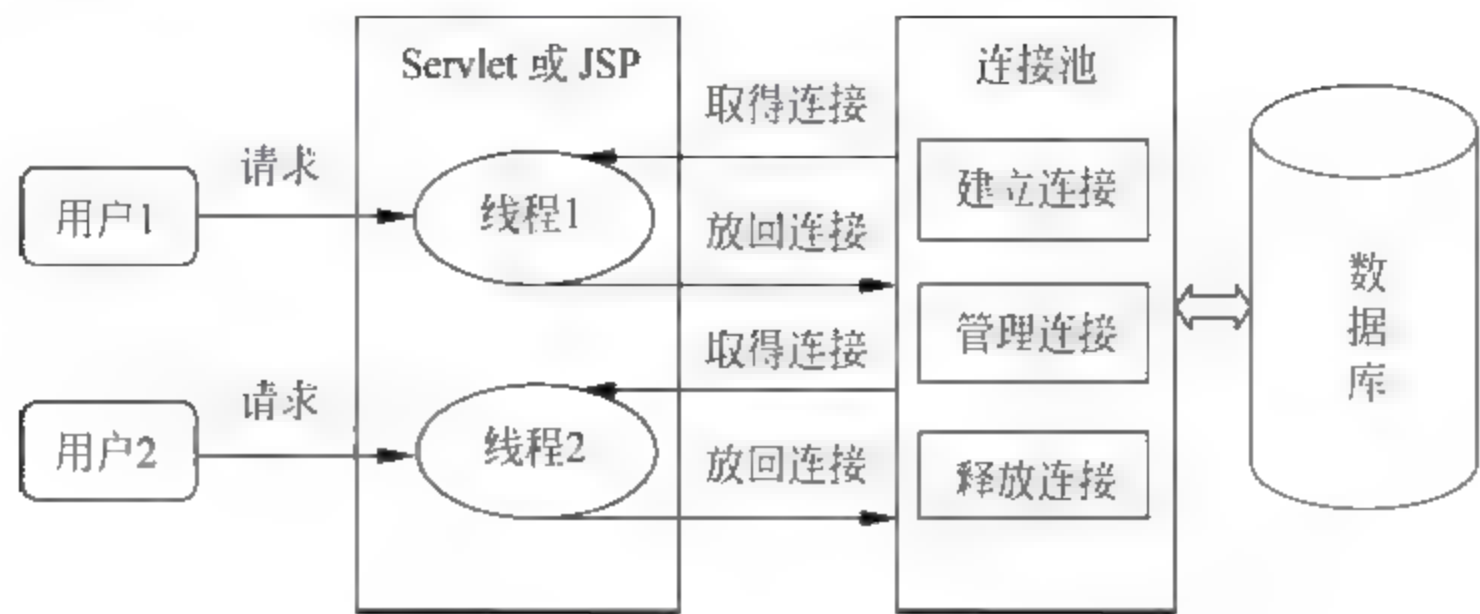 Servlet 或 JSP
连接池
取得连接
请求
建立连接
用户1
线程1
放回连接
数据库
管理连接
取得连接
请求
线程2
用户2
放回连接
释放连接